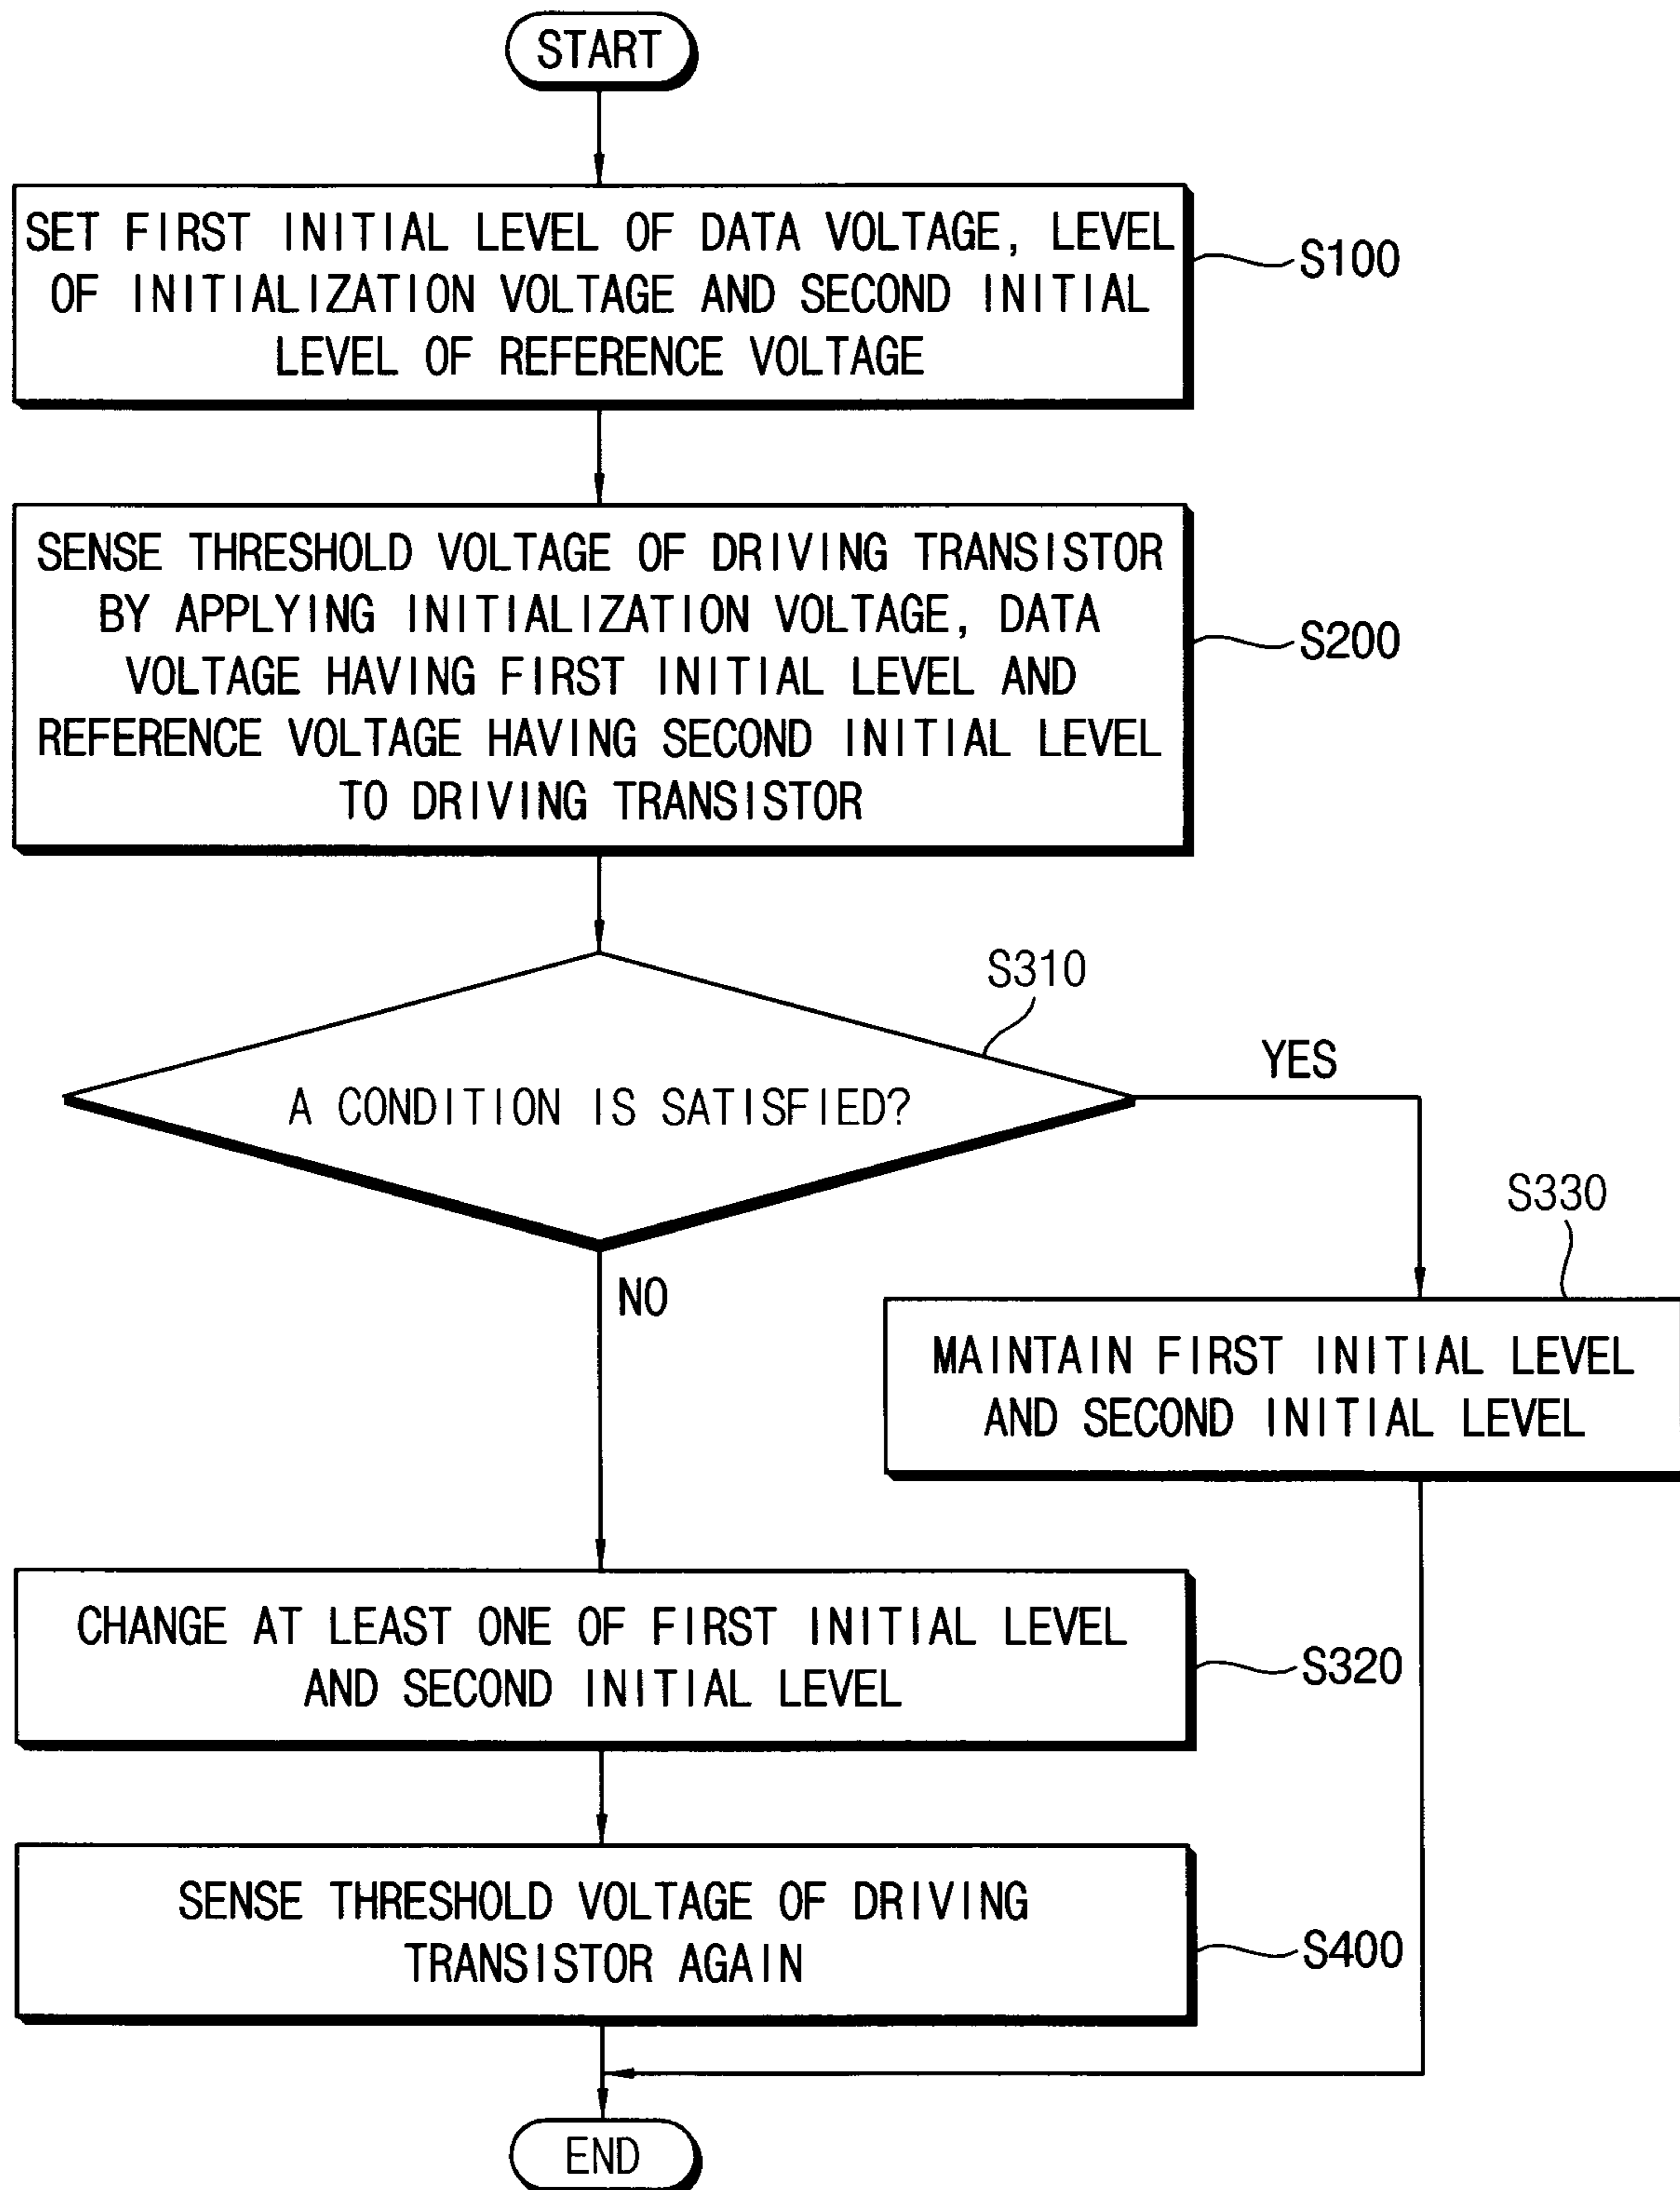 START
SET FIRST INITIAL LEVEL OF DATA VOLTAGE, LEVEL
OF INITIALIZATION VOLTAGE AND SECOND INITIAL
LEVEL OF REFERENCE VOLTAGE
S100
SENSE THRESHOLD VOLTAGE OF DRIVING TRANSISTOR
BY APPLYING INITIALIZATION VOLTAGE, DATA
VOLTAGE HAVING FIRST INITIAL LEVEL AND
REFERENCE VOLTAGE HAVING SECOND INITIAL LEVEL
TO DRIVING TRANSISTOR
S200
S310
A CONDITION IS SATISFIED?
YES
NO
S330
MAINTAIN FIRST INITIAL LEVEL
AND SECOND INITIAL LEVEL
CHANGE AT LEAST ONE OF FIRST INITIAL LEVEL
AND SECOND INITIAL LEVEL
S320
SENSE THRESHOLD VOLTAGE OF DRIVING
TRANSISTOR AGAIN
S400
END